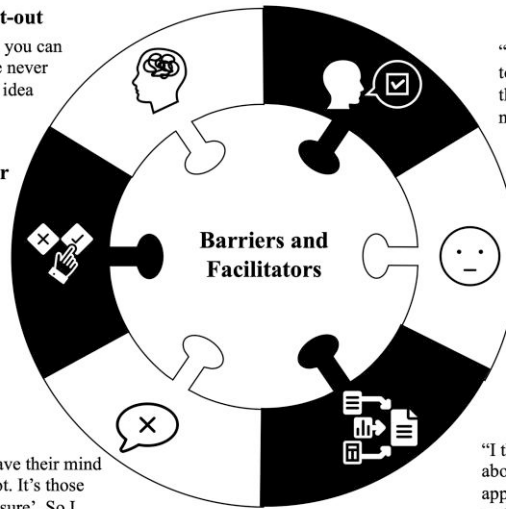 t-out
you can
never
idea
"
to
th
n
r
Barriers and
Facilitators
ave their mind
ot. It's those
sure'. So I
"I t
abo
app